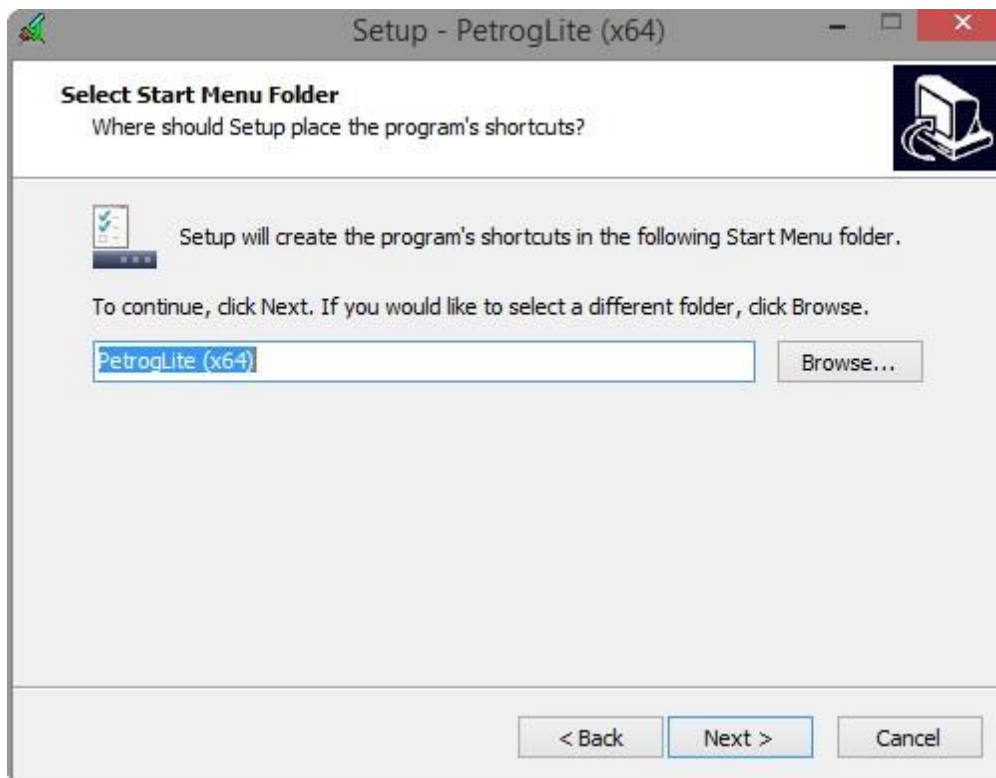 Setup - PetrogLite (x64)
Select Start Menu Folder
Where should Setup place the program's shortcuts?
Setup will create the program's shortcuts in the following Start Menu folder.
To continue, click Next. If you would like to select a different folder, click Browse.
PetrogLite (x64)
Browse...
< Back
Next >
Cancel